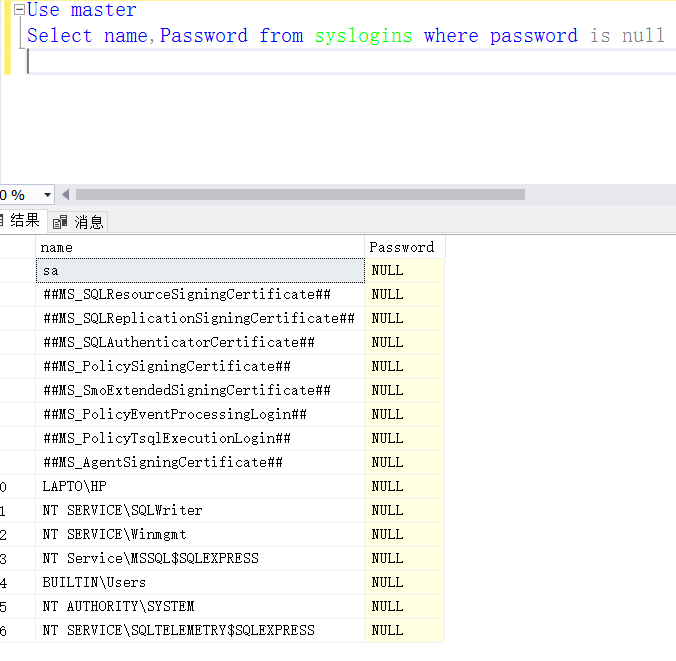 Use master
Select name,Password from syslogins where password is null
0 %
结果 消息
name Password
sa NULL
##MS_SQLResourceSigningCertificate## NULL
##MS_SQLReplicationSigningCertificate## NULL
##MS_SQLAuthenticatorCertificate## NULL
##MS_PolicySigningCertificate## NULL
##MS_SmoExtendedSigningCertificate## NULL
##MS_PolicyEventProcessingLogin## NULL
##MS_PolicyTsqlExecutionLogin## NULL
##MS_AgentSigningCertificate## NULL
0 LAPTO\HP NULL
1 NT SERVICE\SQLWriter NULL
2 NT SERVICE\Winmgmt NULL
3 NT Service\MSSQL$SQLEXPRESS NULL
4 BUILTIN\Users NULL
5 NT AUTHORITY\SYSTEM NULL
6 NT SERVICE\SQLTELEMETRY$SQLEXPRESS NULL